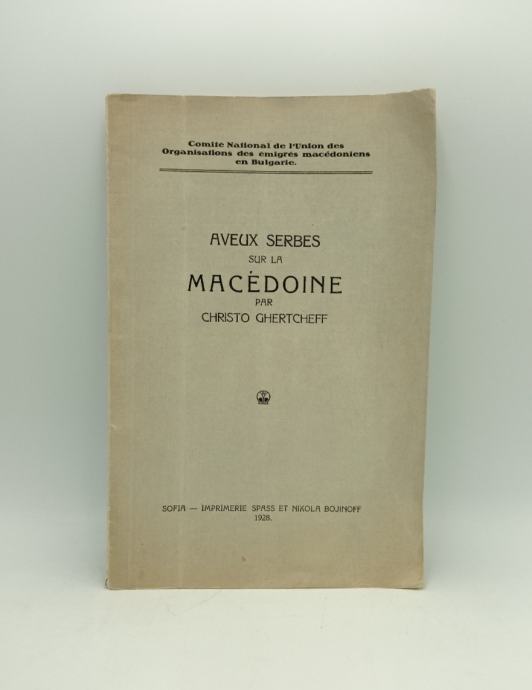 Comite National de l'Union des
Organisations des émigrés macédoniens
en Bulgarie.
AVEUX SERBES
SUR LA
MACÉDOINE
PAR
CHRISTO GHERTCHEFF
SOFIA — IMPRIMERIE SPASS ET NIKOLA BOJINOFF
1928.